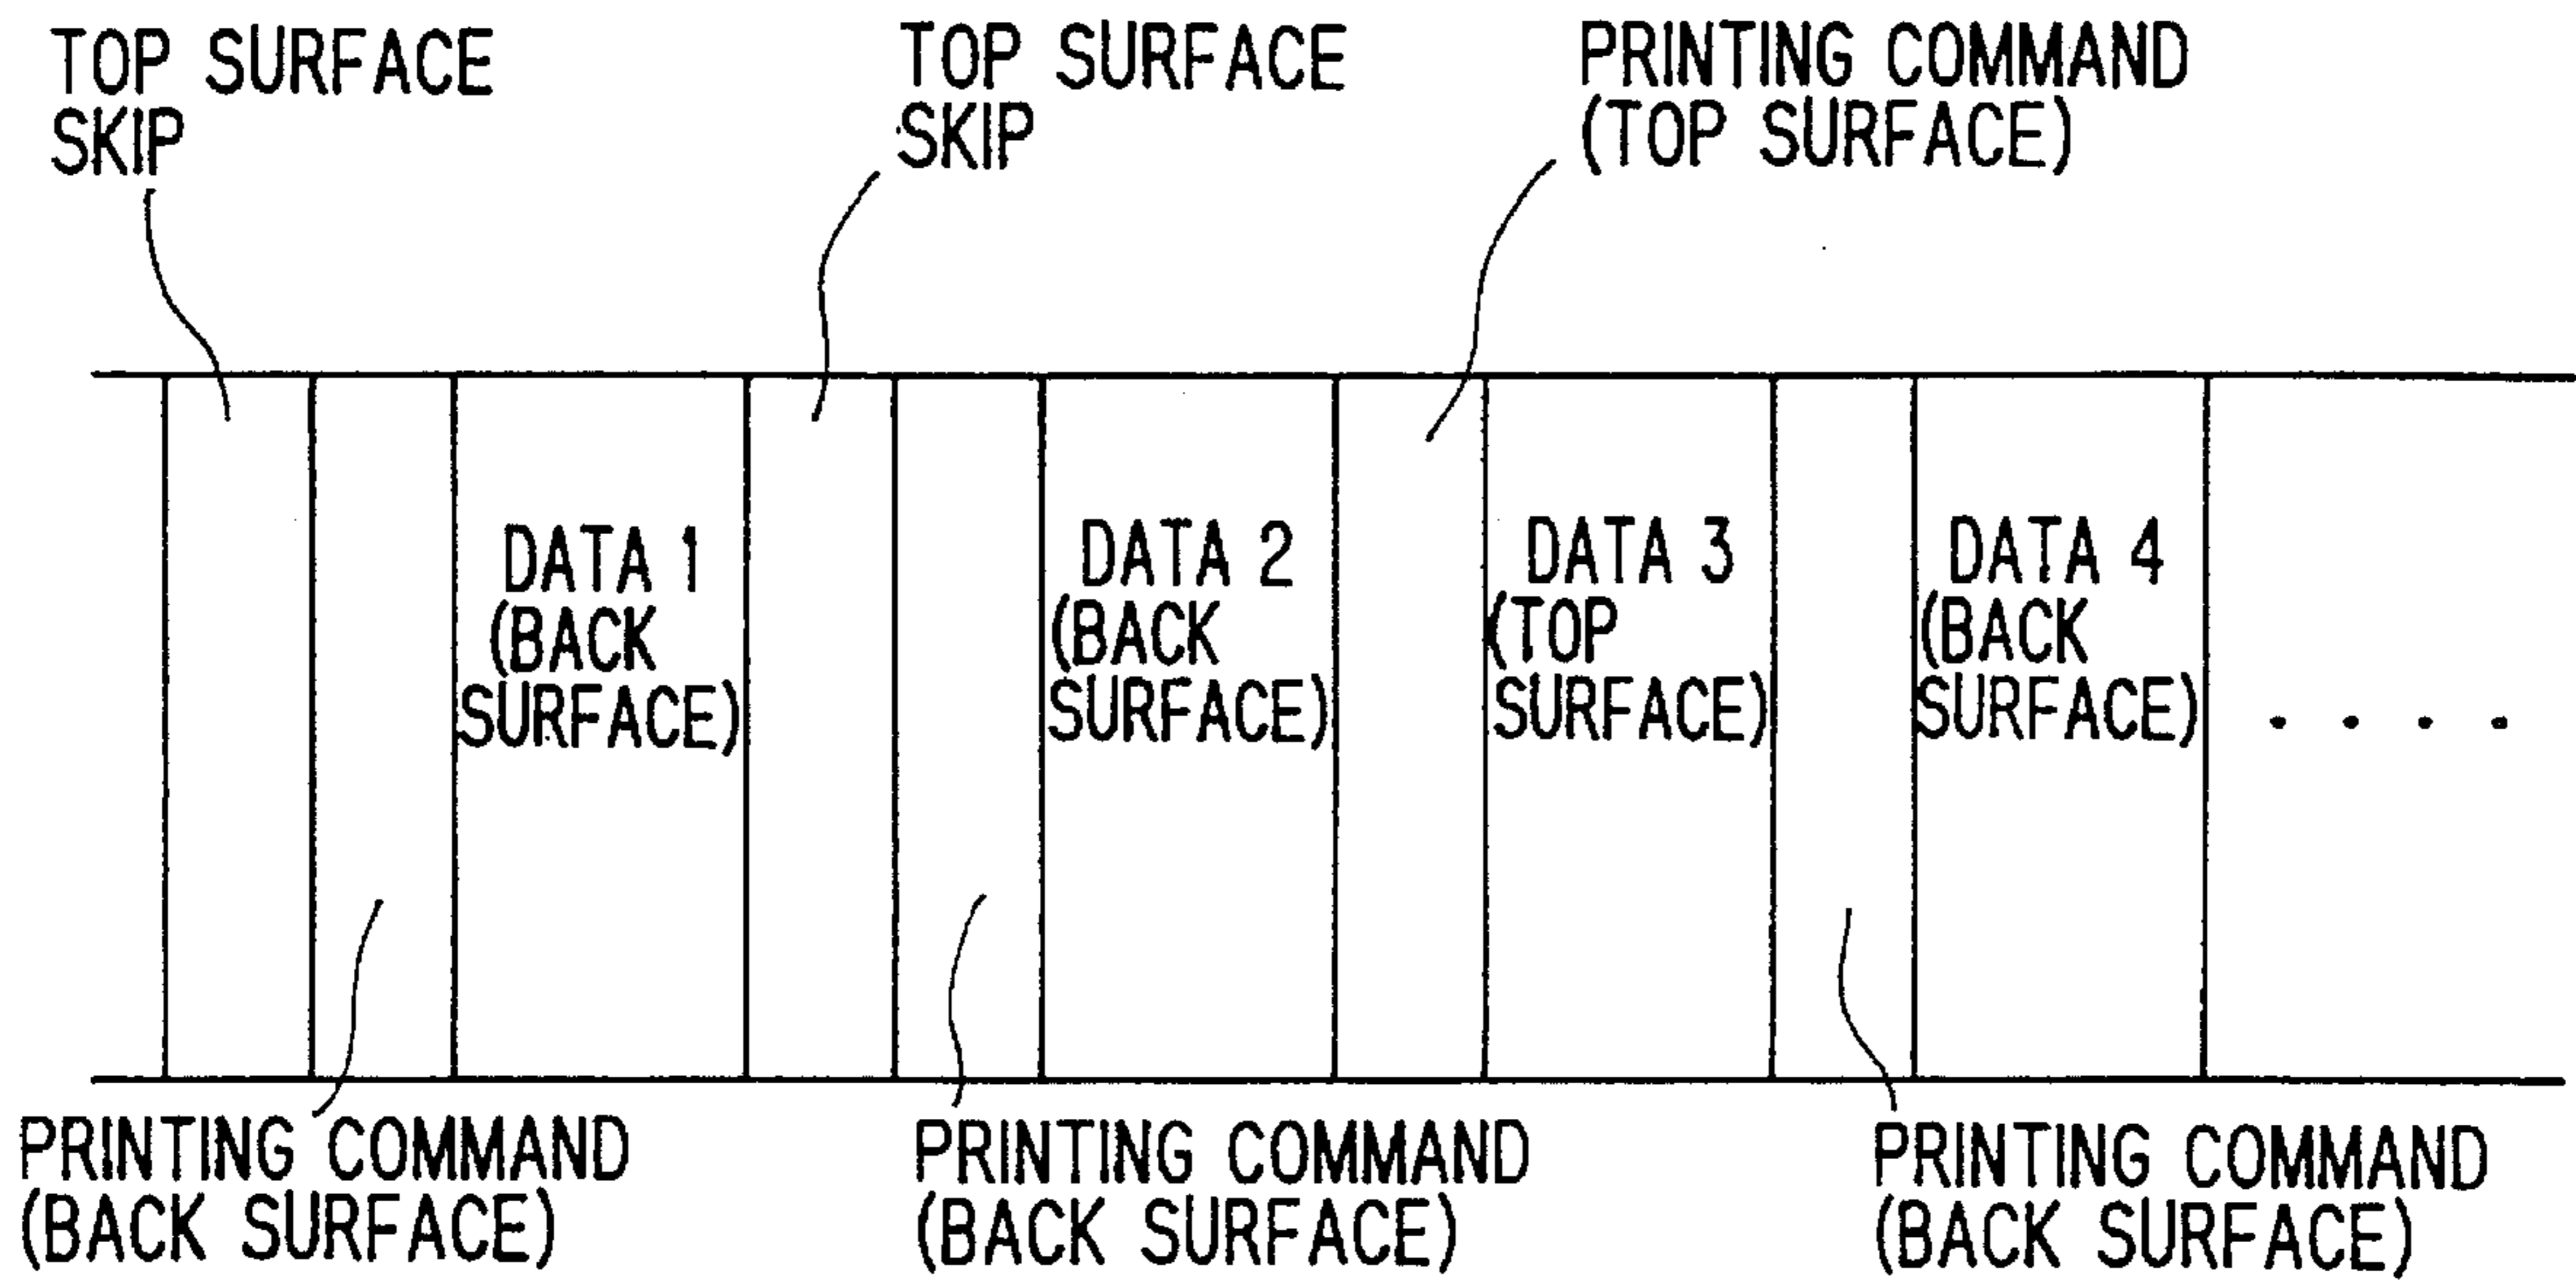 TOP SURFACE
SKIP
TOP SURFACE
SKIP
PRINTING COMMAND
(TOP SURFACE)
DATA 1
(BACK
SURFACE)
DATA 2
(BACK
SURFACE)
DATA 3
(TOP
SURFACE)
DATA 4
(BACK
SURFACE)
. . . .
PRINTING COMMAND
(BACK SURFACE)
PRINTING COMMAND
(BACK SURFACE)
PRINTING COMMAND
(BACK SURFACE)